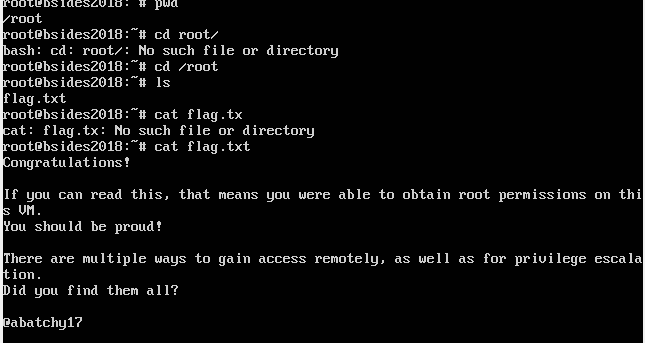 root@bsides2018:~# pwd
/root
root@bsides2018:~# cd root/
bash: cd: root/: No such file or directory
root@bsides2018:~# cd /root
root@bsides2018:~# ls
flag.txt
root@bsides2018:~# cat flag.tx
cat: flag.tx: No such file or directory
root@bsides2018:~# cat flag.txt
Congratulations!
If you can read this, that means you were able to obtain root permissions on thi
s VM.
You should be proud!
There are multiple ways to gain access remotely, as well as for privilege escala
tion.
Did you find them all?
@abatchy17